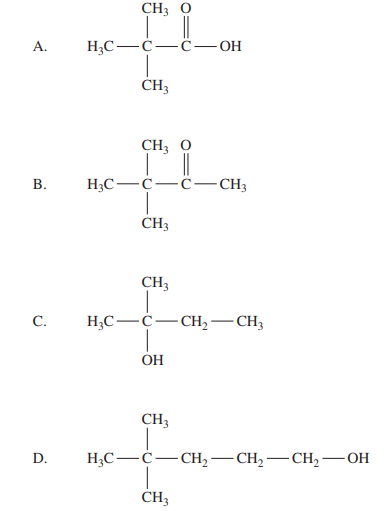 CH₃ O
A. H₃C—C—C—OH
CH₃
CH₃ O
B. H₃C—C—C—CH₃
CH₃
CH₃
C. H₃C—C—CH₂—CH₃
OH
CH₃
D. H₃C—C—CH₂—CH₂—CH₂—OH
CH₃